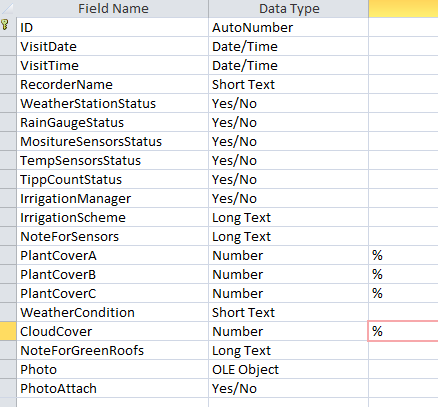 Field Name Data Type
ID AutoNumber
VisitDate Date/Time
VisitTime Date/Time
RecorderName Short Text
WeatherStationStatus Yes/No
RainGaugeStatus Yes/No
MositureSensorsStatus Yes/No
TempSensorsStatus Yes/No
TippCountStatus Yes/No
IrrigationManager Yes/No
IrrigationScheme Long Text
NoteForSensors Long Text
PlantCoverA Number %
PlantCoverB Number %
PlantCoverC Number %
WeatherCondition Short Text
CloudCover Number %
NoteForGreenRoofs Long Text
Photo OLE Object
PhotoAttach Yes/No